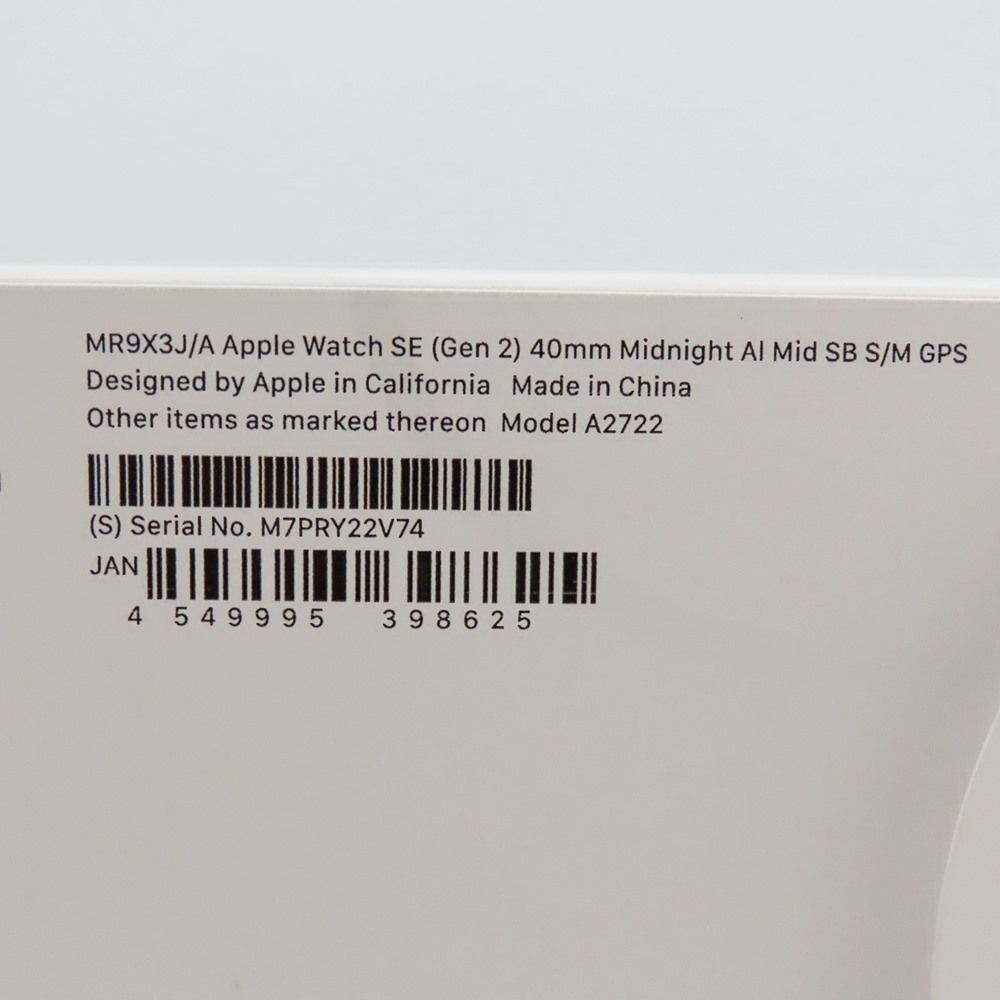 MR9X3J/A Apple Watch SE (Gen 2) 40mm Midnight Al Mid SB S/M GPS
Designed by Apple in California Made in China
Other items as marked thereon Model A2722
(S) Serial No. M7PRY22V74
JAN
4 549995 398625